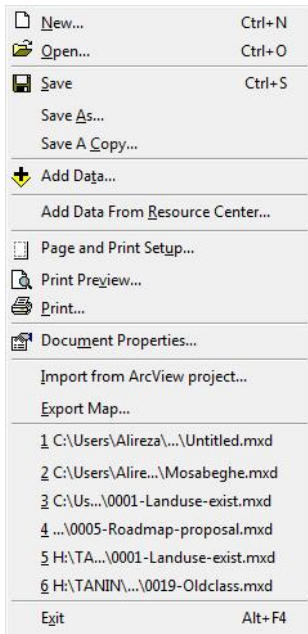 New... Ctrl+N
Open... Ctrl+O
Save Ctrl+S
Save As...
Save A Copy...
Add Data...
Add Data From Resource Center...
Page and Print Setup...
Print Preview...
Print...
Document Properties...
Import from ArcView project...
Export Map...
1 C:\Users\Alireza\...\Untitled.mxd
2 C:\Users\Alire...\Mosabeghe.mxd
3 C:\Us...\0001-Landuse-exist.mxd
4 ...\0005-Roadmap-proposal.mxd
5 H:\TA...\0001-Landuse-exist.mxd
6 H:\TANIN\...\0019-Oldclass.mxd
Exit Alt+F4